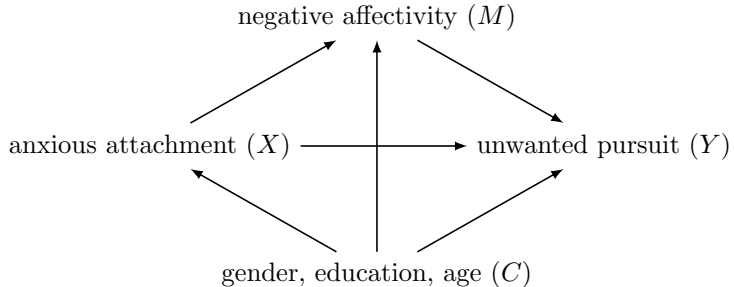 negative affectivity (M)
anxious attachment (X)
unwanted pursuit (Y)
gender, education, age (C)